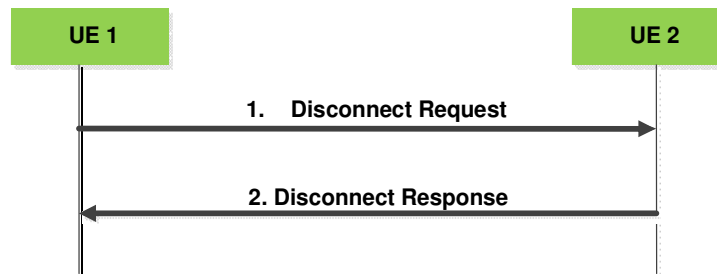 UE 1
UE 2
1. Disconnect Request
2. Disconnect Response